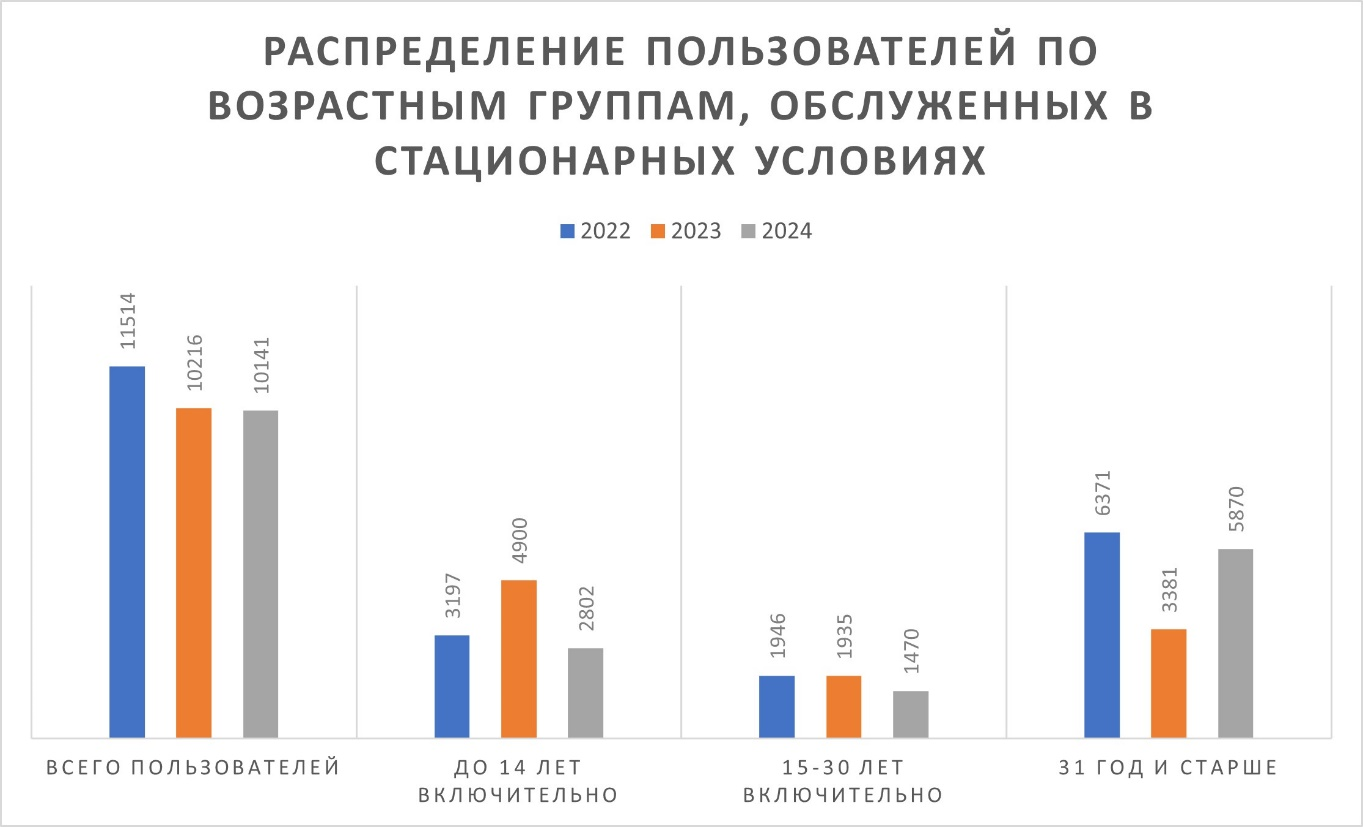 РАСПРЕДЕЛЕНИЕ ПОЛЬЗОВАТЕЛЕЙ ПО
ВОЗРАСТНЫМ ГРУППАМ, ОБСЛУЖЕННЫХ В
СТАЦИОНАРНЫХ УСЛОВИЯХ
2022 2023 2024
11514
10216
10141
3197
4900
2802
1946
1935
1470
6371
3381
5870
ВСЕГО ПОЛЬЗОВАТЕЛЕЙ
ДО 14 ЛЕТ
ВКЛЮЧИТЕЛЬНО
15-30 ЛЕТ
ВКЛЮЧИТЕЛЬНО
31 ГОД И СТАРШЕ